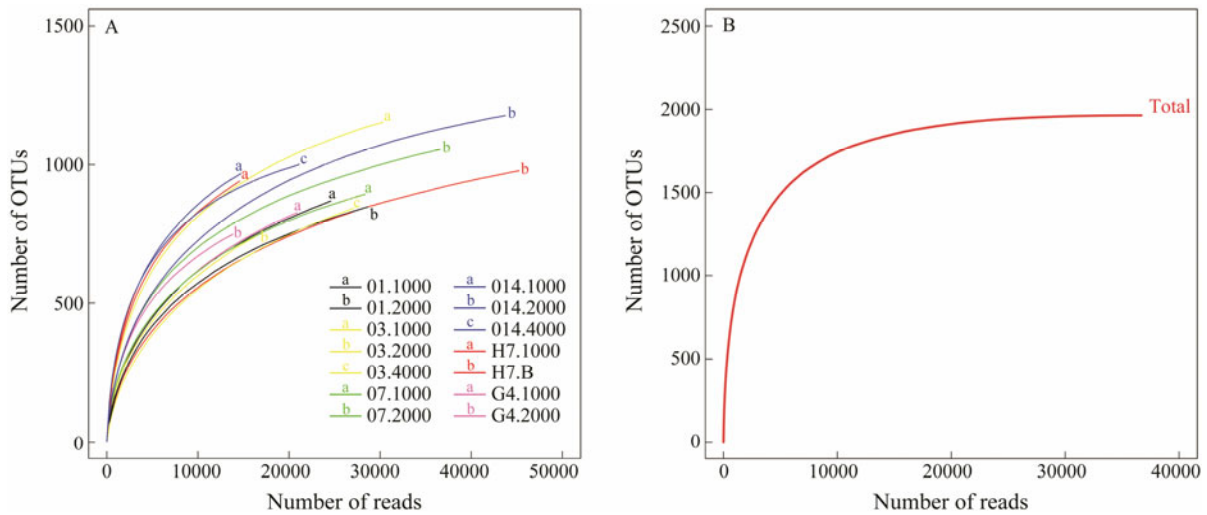 A
1500
1000
500
0
Number of OTUs
a
b
c
a
a
b
b
a
a
c
b
a
b
b
01.1000
a
01.2000
b
03.1000
a
03.2000
b
03.4000
c
07.1000
a
07.2000
b
014.1000
a
014.2000
b
014.4000
c
H7.1000
a
H7.B
b
G4.1000
a
G4.2000
b
0 10000 20000 30000 40000 50000
Number of reads
B
2500
2000
1500
1000
500
0
Number of OTUs
Total
0 10000 20000 30000 40000
Number of reads